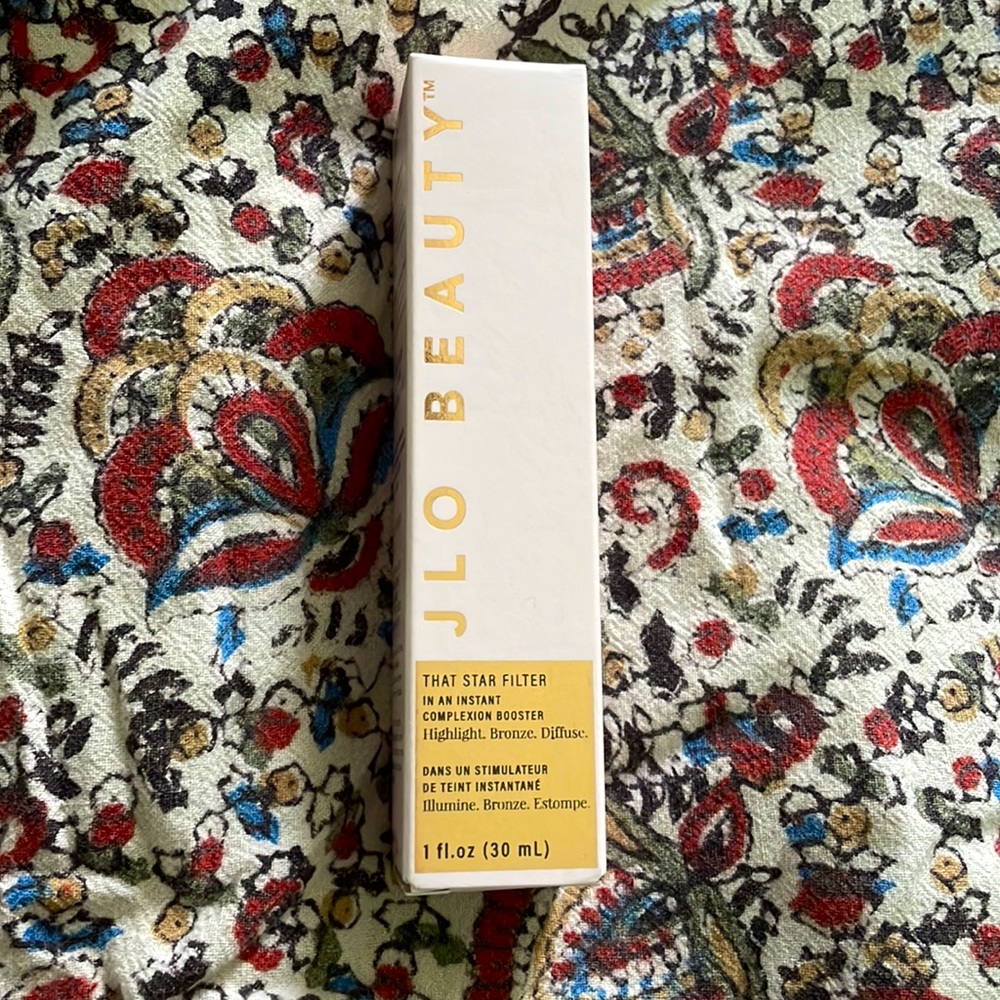 JLO BEAUTY™
THAT STAR FILTER
IN AN INSTANT
COMPLEXION BOOSTER
Highlight. Bronze. Diffuse.
DANS UN STIMULATEUR
DE TEINT INSTANTANÉ
Illumine. Bronze. Estompe.
1 fl.oz (30 mL)